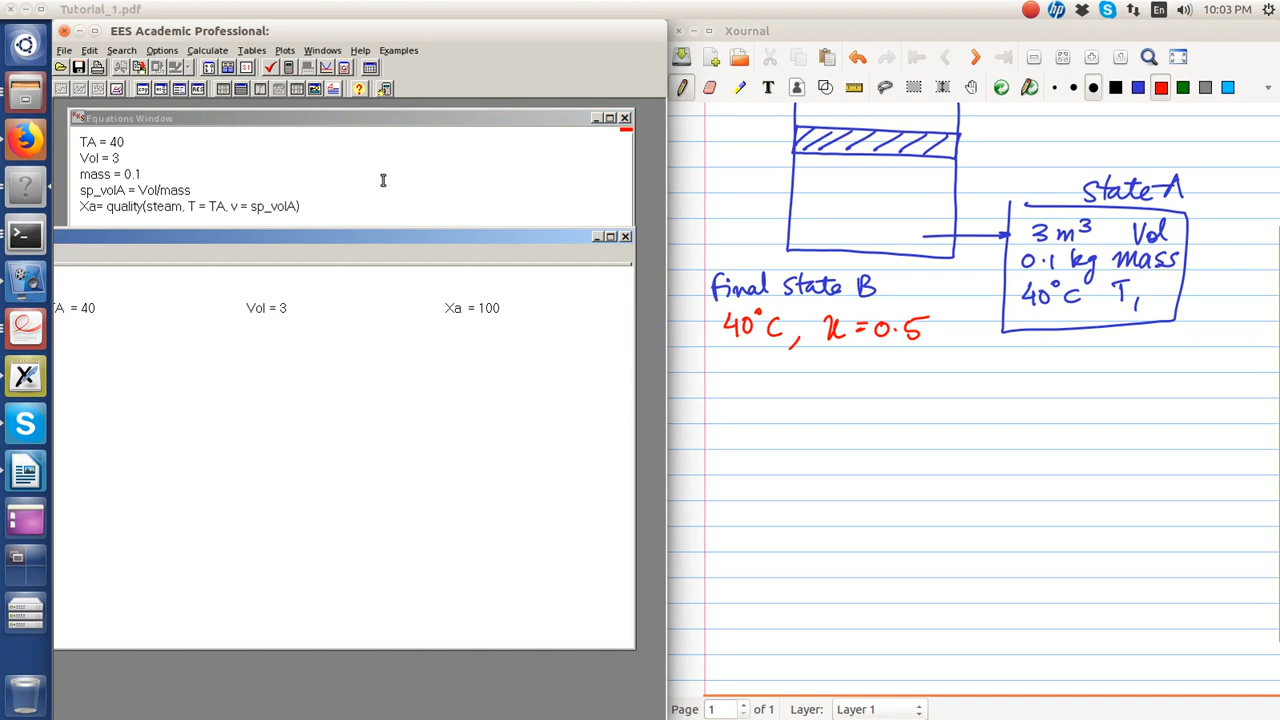 Tutorial_1.pdf
En
10:03 PM
EES Academic Professional:
File Edit Search Options Calculate Tables Plots Windows Help Examples
Equations Window
TA = 40
Vol = 3
mass = 0.1
sp_volA = Vol/mass
Xa= quality(steam, T = TA, v = sp_volA)
TA = 40 Vol = 3 Xa = 100
Xournal
State-A
3 m³ Vol
0.1 kg mass
40°C T₁
Final State B
40°C, x = 0.5
Page 1 of 1 Layer: Layer 1